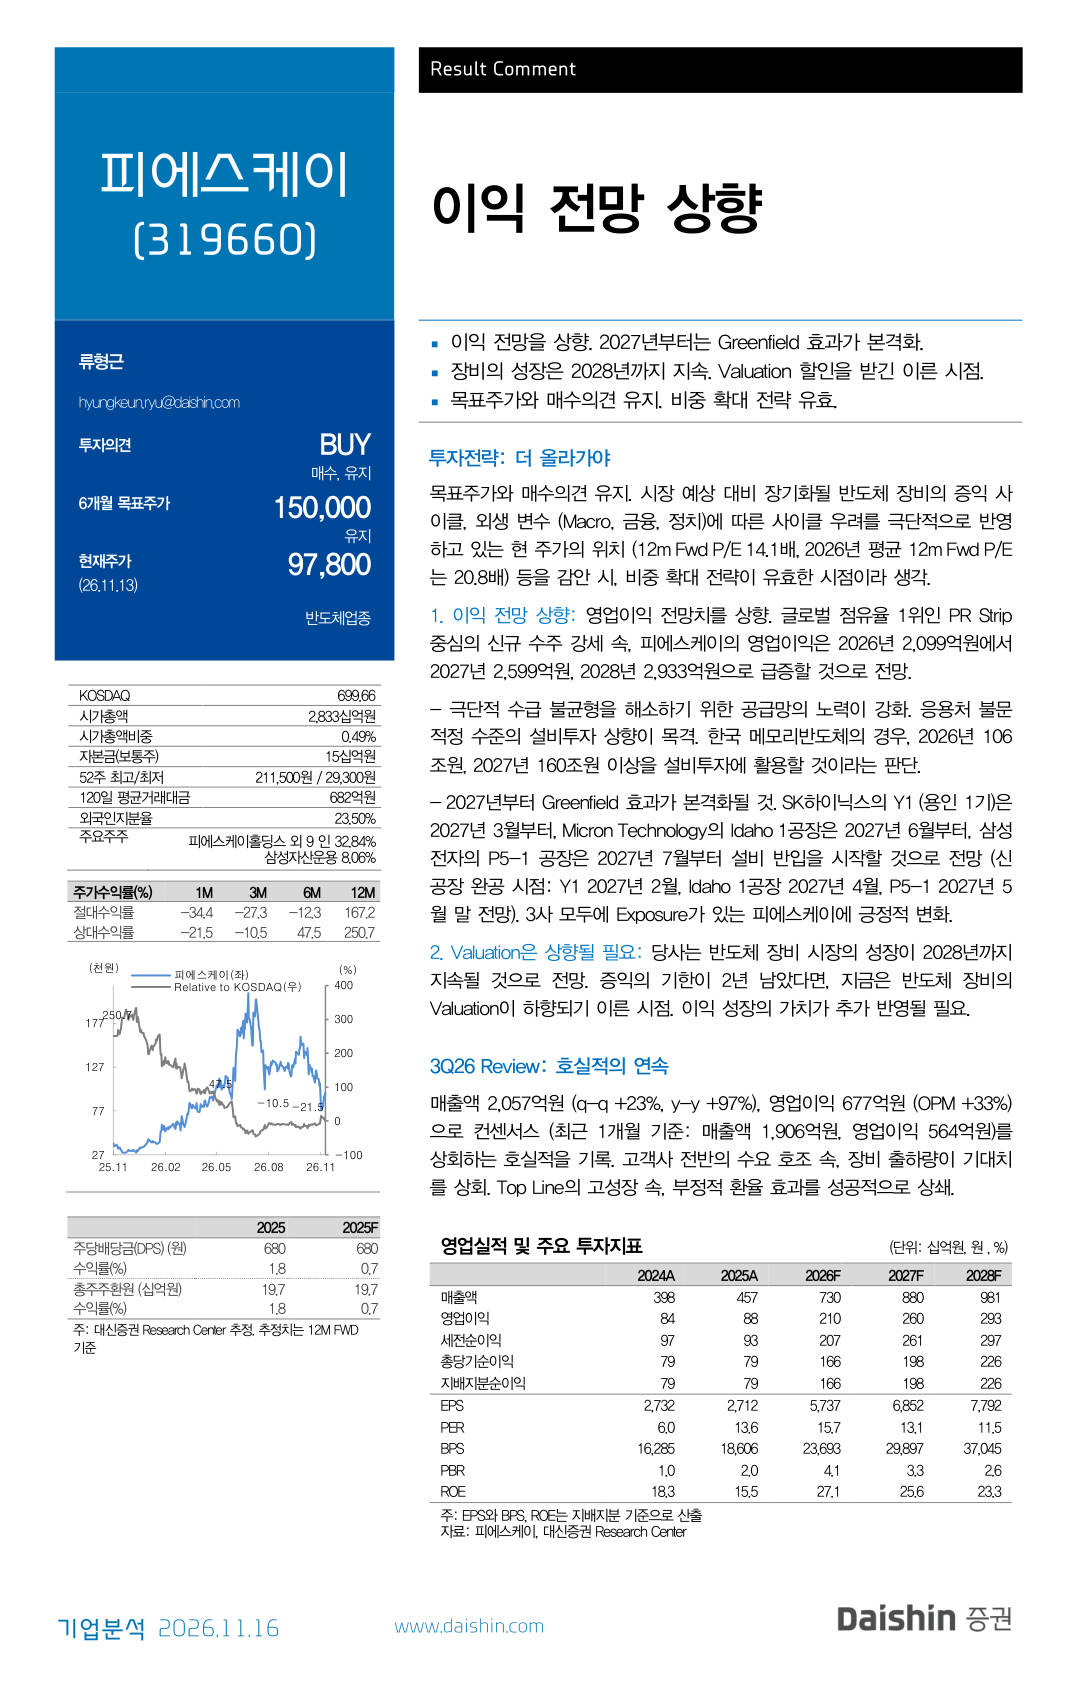 Result Comment
피에스케이
(319660)
이익 전망 상향
류형근
hyungkeun.ryu@daishin.com
투자의견 BUY
매수, 유지
6개월 목표주가 150,000
유지
현재주가 97,800
(26.11.13)
반도체업종
KOSDAQ 699.66
시가총액 2,833십억원
시가총액비중 0.49%
자본금(보통주) 15십억원
52주 최고/최저 211,500원 / 29,300원
120일 평균거래대금 682억원
외국인지분율 23.50%
주요주주 피에스케이홀딩스 외 9 인 32.84%
삼성자산운용 8.06%
주가수익률(%) 1M 3M 6M 12M
절대수익률 -34.4 -27.3 -12.3 167.2
상대수익률 -21.5 -10.5 47.5 250.7
(천원) 피에스케이(좌) (%)
Relative to KOSDAQ(우)
400
177 250.7 300
127 200
47.5 100
77 -10.5 -21.5 0
27 -100
25.11 26.02 26.05 26.08 26.11
2025 2025F
주당배당금(DPS) (원) 680 680
수익률(%) 1.8 0.7
총주주환원 (십억원) 19.7 19.7
수익률(%) 1.8 0.7
주: 대신증권 Research Center 추정. 추정치는 12M FWD
기준
▪ 이익 전망을 상향. 2027년부터는 Greenfield 효과가 본격화.
▪ 장비의 성장은 2028년까지 지속. Valuation 할인을 받긴 이른 시점.
▪ 목표주가와 매수의견 유지. 비중 확대 전략 유효.
투자전략: 더 올라가야
목표주가와 매수의견 유지. 시장 예상 대비 장기화될 반도체 장비의 증익 사
이클, 외생 변수 (Macro, 금융, 정치)에 따른 사이클 우려를 극단적으로 반영
하고 있는 현 주가의 위치 (12m Fwd P/E 14.1배, 2026년 평균 12m Fwd P/E
는 20.8배) 등을 감안 시, 비중 확대 전략이 유효한 시점이라 생각.
1. 이익 전망 상향: 영업이익 전망치를 상향. 글로벌 점유율 1위인 PR Strip
중심의 신규 수주 강세 속, 피에스케이의 영업이익은 2026년 2,099억원에서
2027년 2,599억원, 2028년 2,933억원으로 급증할 것으로 전망.
- 극단적 수급 불균형을 해소하기 위한 공급망의 노력이 강화. 응용처 불문
적정 수준의 설비투자 상향이 목격. 한국 메모리반도체의 경우, 2026년 106
조원, 2027년 160조원 이상을 설비투자에 활용할 것이라는 판단.
- 2027년부터 Greenfield 효과가 본격화될 것. SK하이닉스의 Y1 (용인 1기)은
2027년 3월부터, Micron Technology의 Idaho 1공장은 2027년 6월부터, 삼성
전자의 P5-1 공장은 2027년 7월부터 설비 반입을 시작할 것으로 전망 (신
공장 완공 시점: Y1 2027년 2월, Idaho 1공장 2027년 4월, P5-1 2027년 5
월 말 전망). 3사 모두에 Exposure가 있는 피에스케이에 긍정적 변화.
2. Valuation은 상향될 필요: 당사는 반도체 장비 시장의 성장이 2028년까지
지속될 것으로 전망. 증익의 기한이 2년 남았다면, 지금은 반도체 장비의
Valuation이 하향되기 이른 시점. 이익 성장의 가치가 추가 반영될 필요.
3Q26 Review: 호실적의 연속
매출액 2,057억원 (q-q +23%, y-y +97%), 영업이익 677억원 (OPM +33%)
으로 컨센서스 (최근 1개월 기준: 매출액 1,906억원, 영업이익 564억원)를
상회하는 호실적을 기록. 고객사 전반의 수요 호조 속, 장비 출하량이 기대치
를 상회. Top Line의 고성장 속, 부정적 환율 효과를 성공적으로 상쇄.
영업실적 및 주요 투자지표 (단위: 십억원, 원 , %)
2024A 2025A 2026F 2027F 2028F
매출액 398 457 730 880 981
영업이익 84 88 210 260 293
세전순이익 97 93 207 261 297
총당기순이익 79 79 166 198 226
지배지분순이익 79 79 166 198 226
EPS 2,732 2,712 5,737 6,852 7,792
PER 6.0 13.6 15.7 13.1 11.5
BPS 16,285 18,606 23,693 29,897 37,045
PBR 1.0 2.0 4.1 3.3 2.6
ROE 18.3 15.5 27.1 25.6 23.3
주: EPS와 BPS, ROE는 지배지분 기준으로 산출
자료: 피에스케이, 대신증권 Research Center
기업분석 2026.11.16
www.daishin.com
Daishin 증권